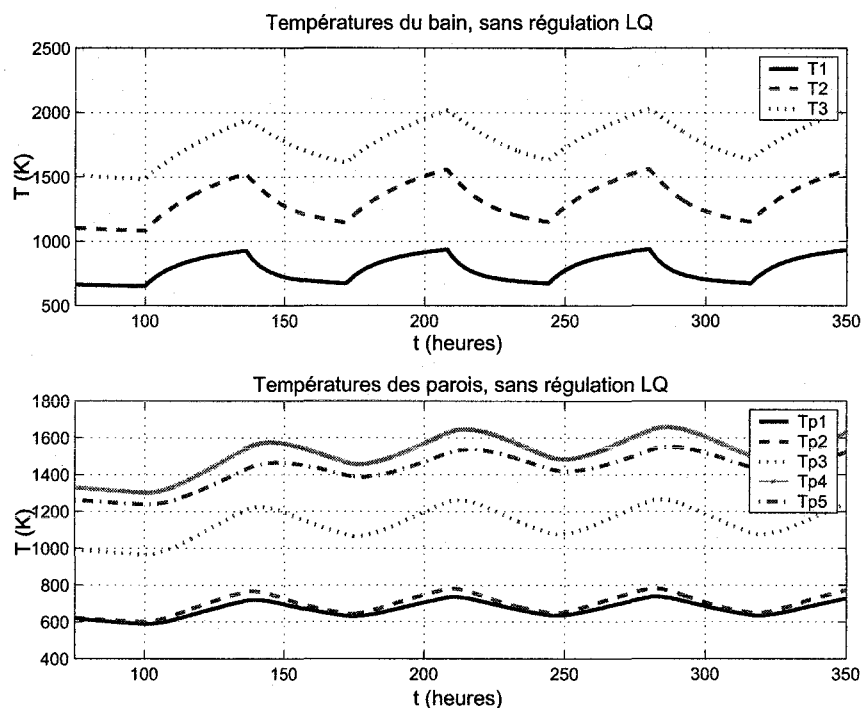 Températures du bain, sans régulation LQ
2500
2000
1500
1000
500
T (K)
T1
T2
T3
100
150
200
250
300
350
t (heures)
Températures des parois, sans régulation LQ
1800
1600
1400
1200
1000
800
600
400
T (K)
Tp1
Tp2
Tp3
Tp4
Tp5
100
150
200
250
300
350
t (heures)